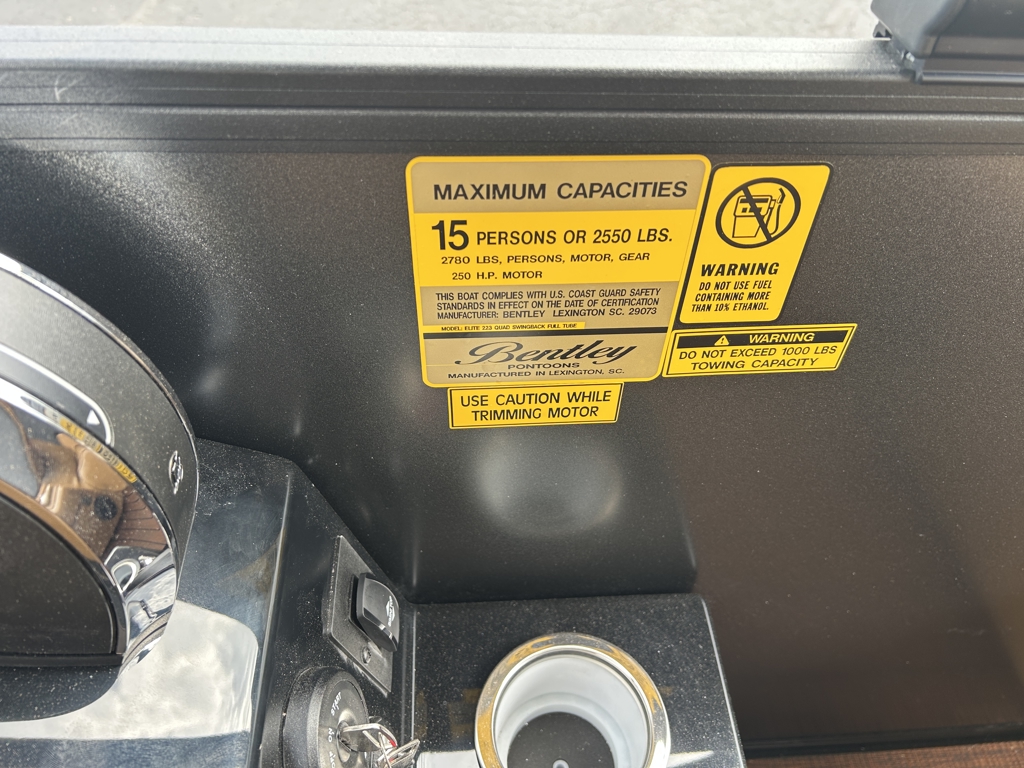 MAXIMUM CAPACITIES
15 PERSONS OR 2550 LBS.
2780 LBS, PERSONS, MOTOR, GEAR
250 H.P. MOTOR
THIS BOAT COMPLIES WITH U.S. COAST GUARD SAFETY
STANDARDS IN EFFECT ON THE DATE OF CERTIFICATION
MANUFACTURER: BENTLEY LEXINGTON SC. 29073
MODEL: ELITE 223 QUAD SWINGBACK FULL TUBE
Bentley
PONTOONS
MANUFACTURED IN LEXINGTON, SC.
WARNING
DO NOT USE FUEL
CONTAINING MORE
THAN 10% ETHANOL.
WARNING
DO NOT EXCEED 1000 LBS
TOWING CAPACITY
USE CAUTION WHILE
TRIMMING MOTOR